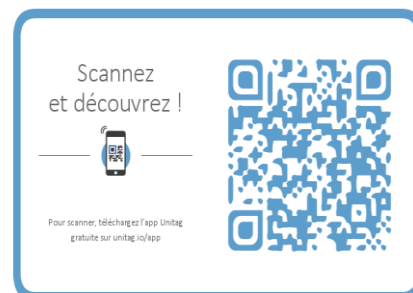 Scannez
et découvrez !
Pour scanner, téléchargez l'app Unitag
gratuite sur unitag.io/app